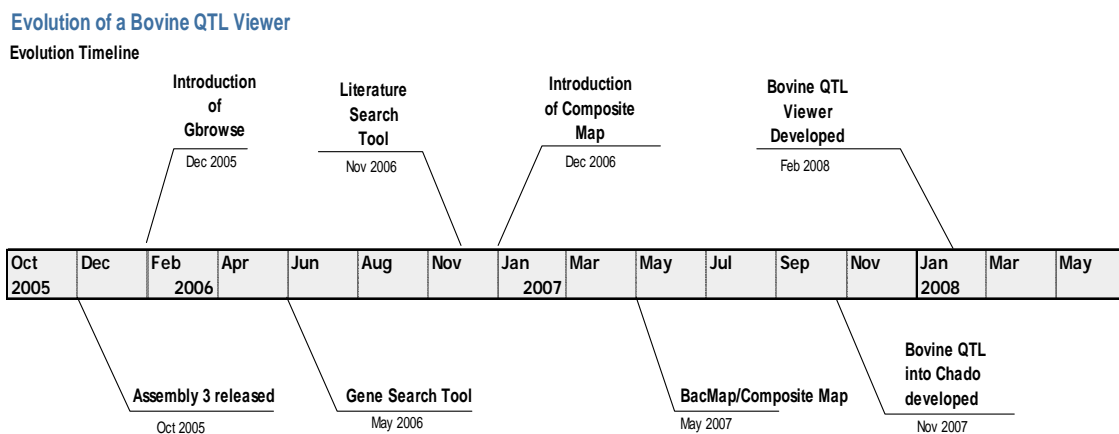 Evolution of a Bovine QTL Viewer
Evolution Timeline
Introduction
of
Gbrowse
Dec 2005
Literature
Search
Tool
Nov 2006
Introduction
of Composite
Map
Dec 2006
Bovine QTL
Viewer
Developed
Feb 2008
Oct Dec Feb Apr Jun Aug Nov Jan Mar May Jul Sep Nov Jan Mar May
2005 2006 2007 2008
Assembly 3 released
Oct 2005
Gene Search Tool
May 2006
BacMap/Composite Map
May 2007
Bovine QTL
into Chado
developed
Nov 2007